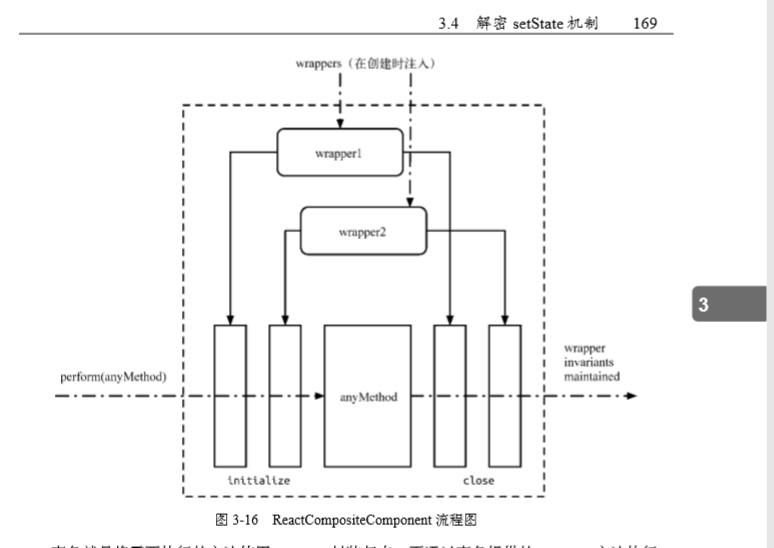 3.4 解密 setState 机制 169
wrappers（在创建时注入）
wrapper1
wrapper2
3
wrapper
invariants
maintained
perform(anyMethod)
anyMethod
initialize
close
图 3-16 ReactCompositeComponent 流程图